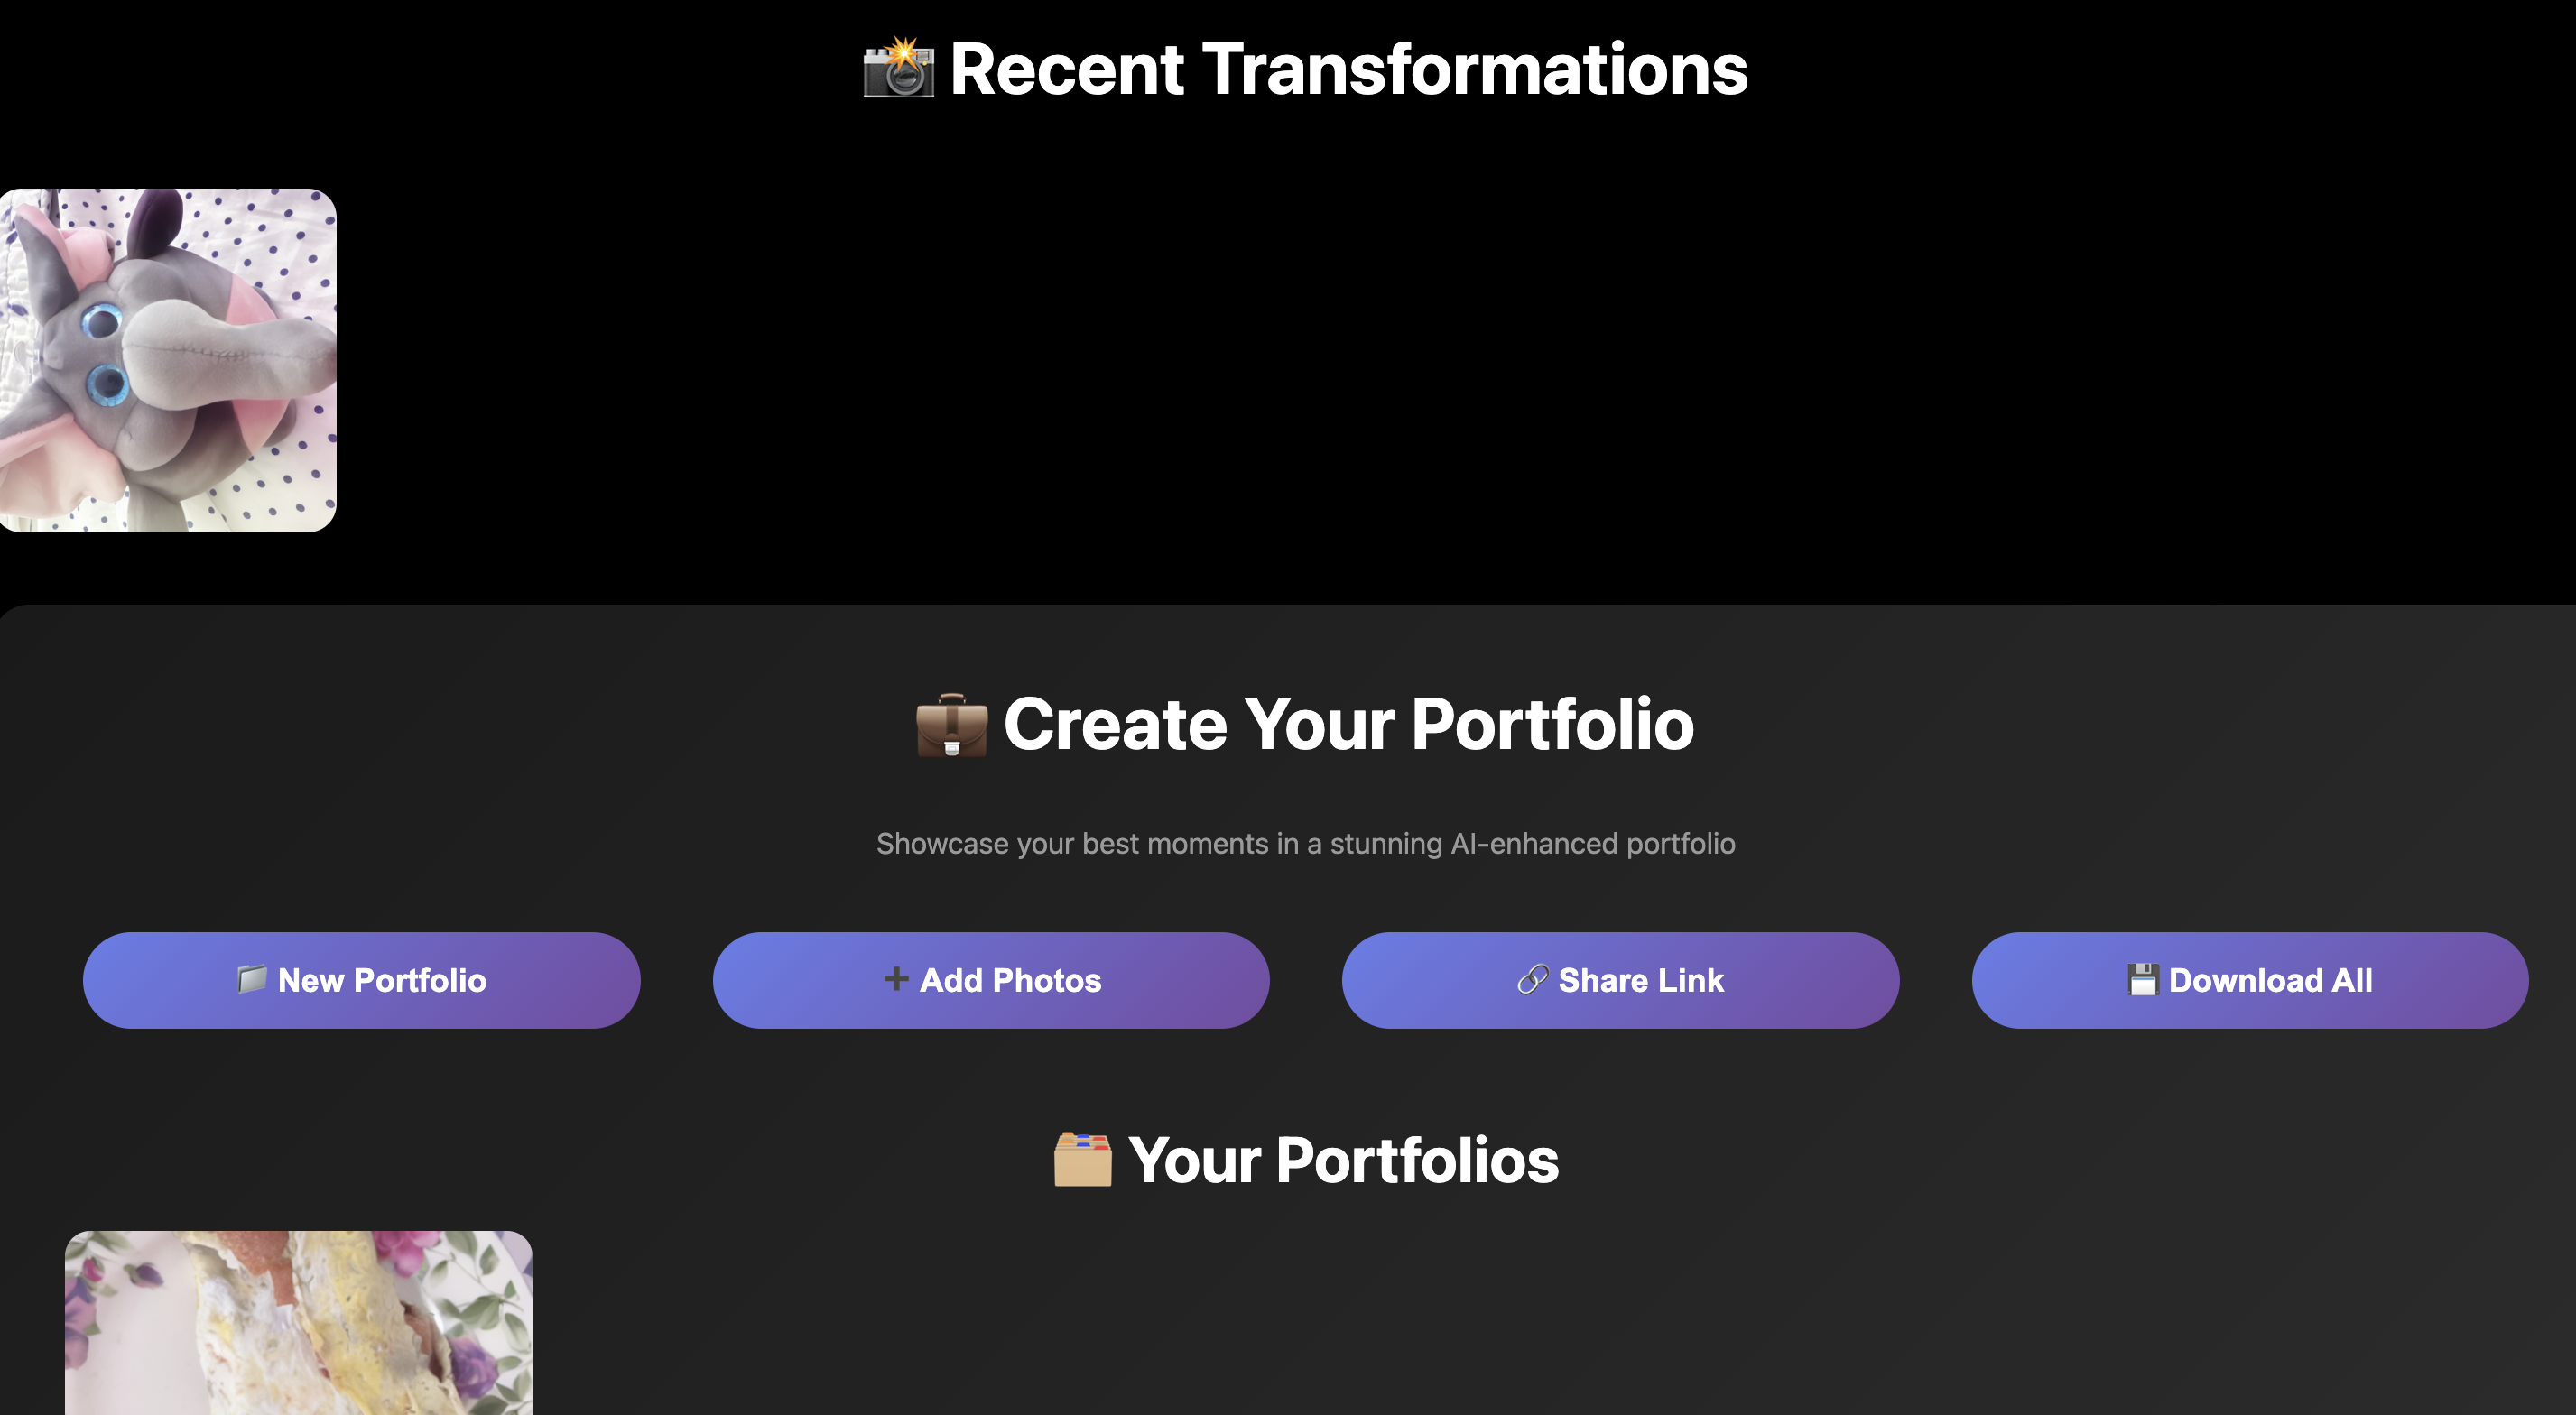 Recent Transformations
Create Your Portfolio
Showcase your best moments in a stunning AI-enhanced portfolio
New Portfolio
Add Photos
Share Link
Download All
Your Portfolios